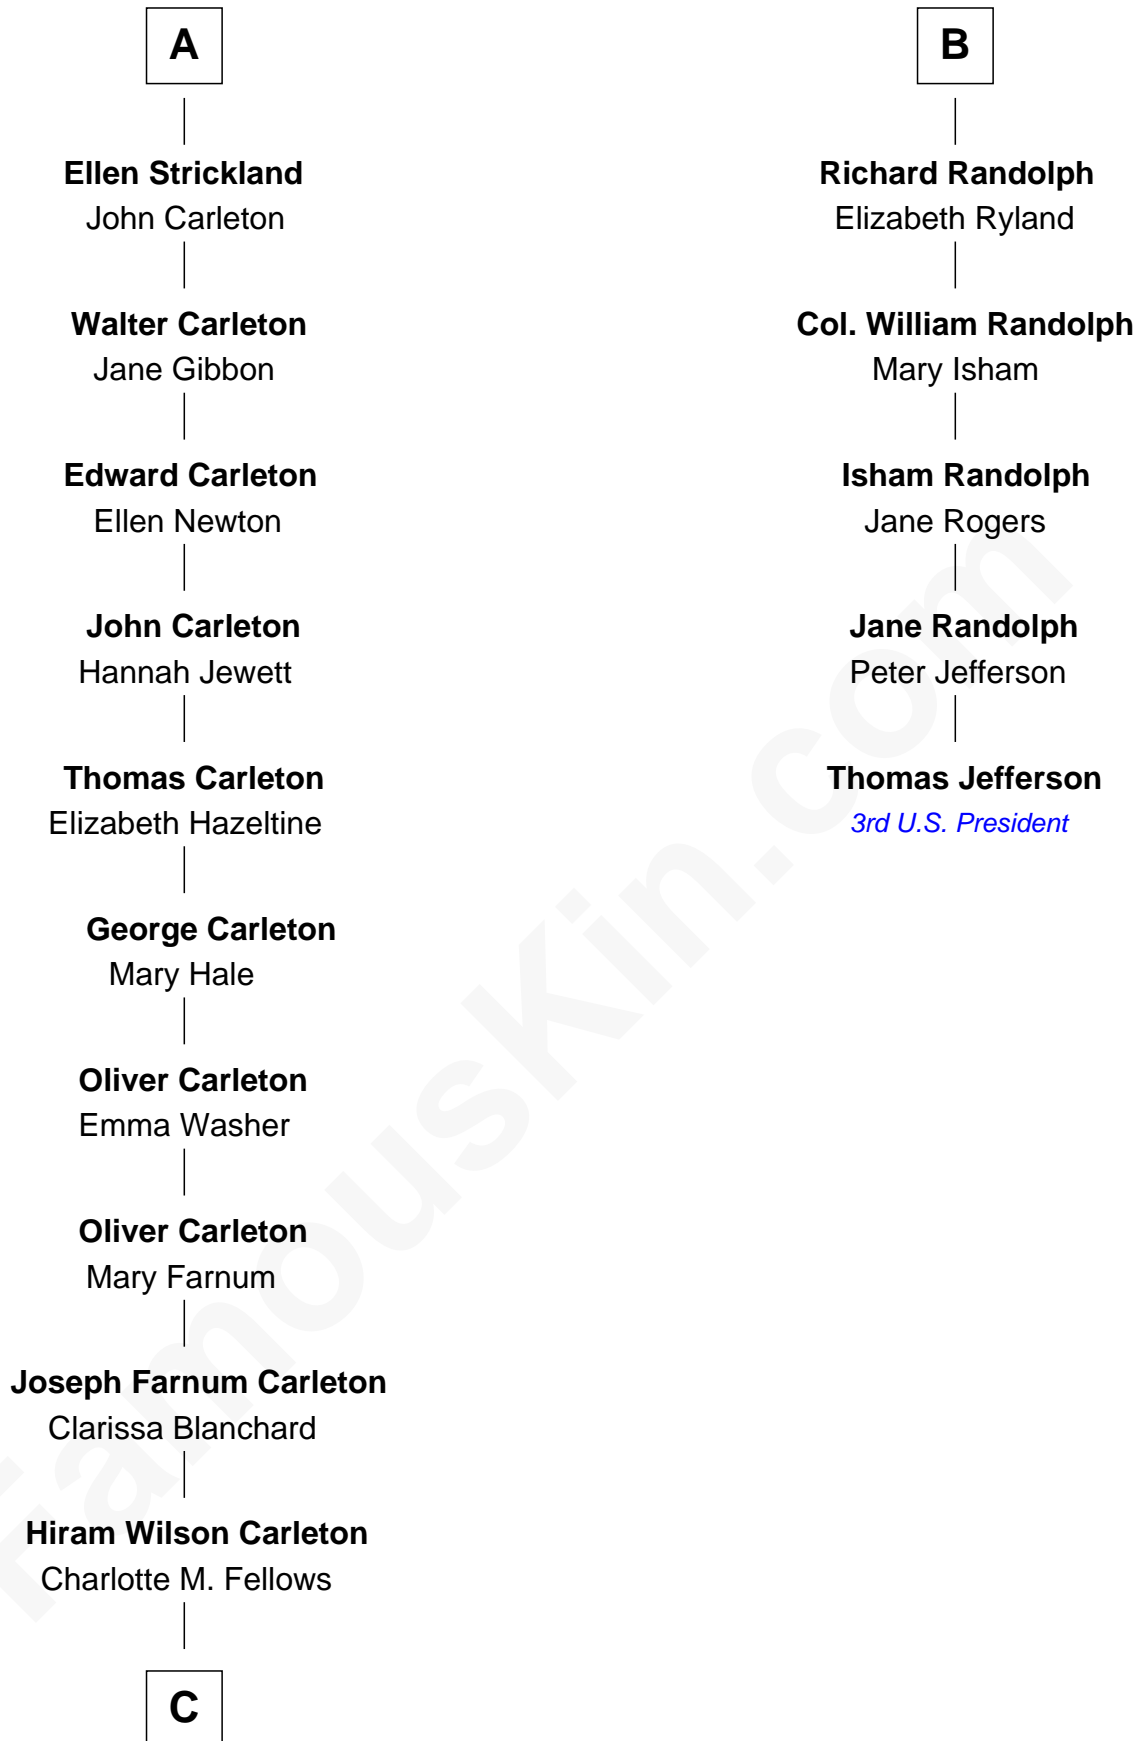 A
Ellen Strickland
John Carleton
Walter Carleton
Jane Gibbon
Edward Carleton
Ellen Newton
John Carleton
Hannah Jewett
Thomas Carleton
Elizabeth Hazeltine
George Carleton
Mary Hale
Oliver Carleton
Emma Washer
Oliver Carleton
Mary Farnum
Joseph Farnum Carleton
Clarissa Blanchard
Hiram Wilson Carleton
Charlotte M. Fellows
C
B
Richard Randolph
Elizabeth Ryland
Col. William Randolph
Mary Isham
Isham Randolph
Jane Rogers
Jane Randolph
Peter Jefferson
Thomas Jefferson
3rd U.S. President
FamousKin.com